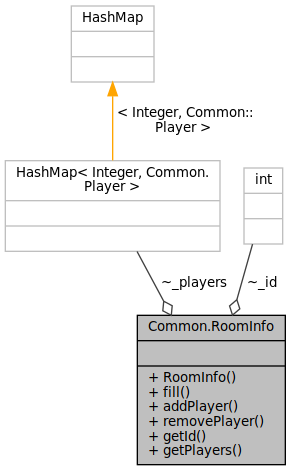 HashMap
< Integer, Common::
Player >
HashMap< Integer, Common.
Player >
int
~_players
~_id
Common.RoomInfo
+ RoomInfo()
+ fill()
+ addPlayer()
+ removePlayer()
+ getId()
+ getPlayers()